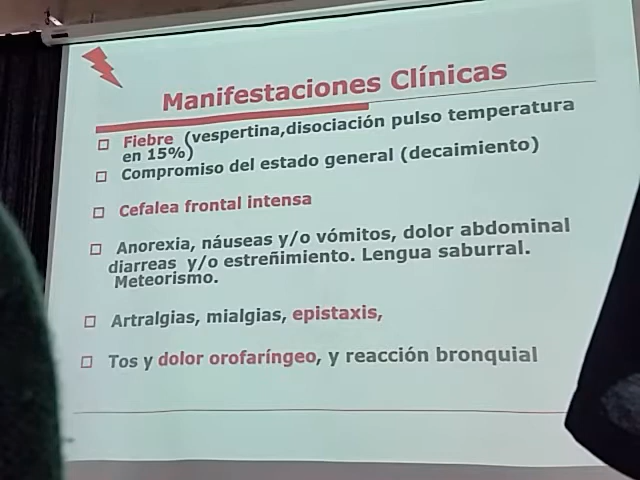 Manifestaciones Clínicas
□ Fiebre (vespertina,disociación pulso temperatura
en 15%)
□ Compromiso del estado general (decaimiento)
□ Cefalea frontal intensa
□ Anorexia, náuseas y/o vómitos, dolor abdominal
diarreas y/o estreñimiento. Lengua saburral.
Meteorismo.
□ Artralgias, mialgias, epistaxis,
□ Tos y dolor orofaríngeo, y reacción bronquial